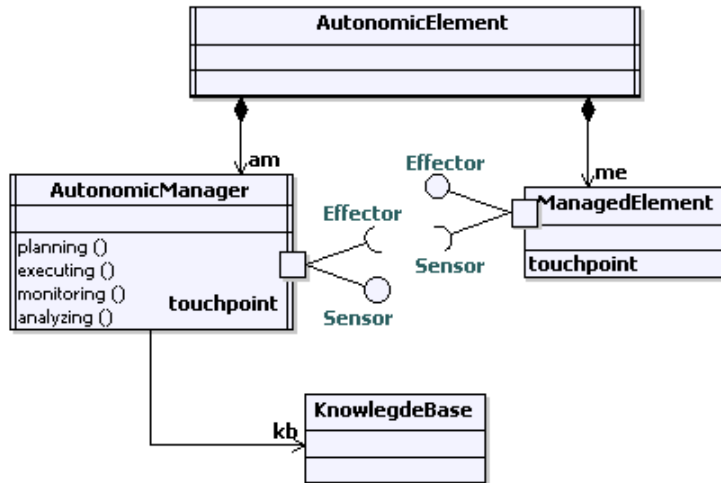 AutonomicElement
am
me
AutonomicManager
planning ()
executing ()
monitoring ()
analyzing ()
touchpoint
Effector
Sensor
Effector
Sensor
ManagedElement
touchpoint
kb
KnowlegdeBase